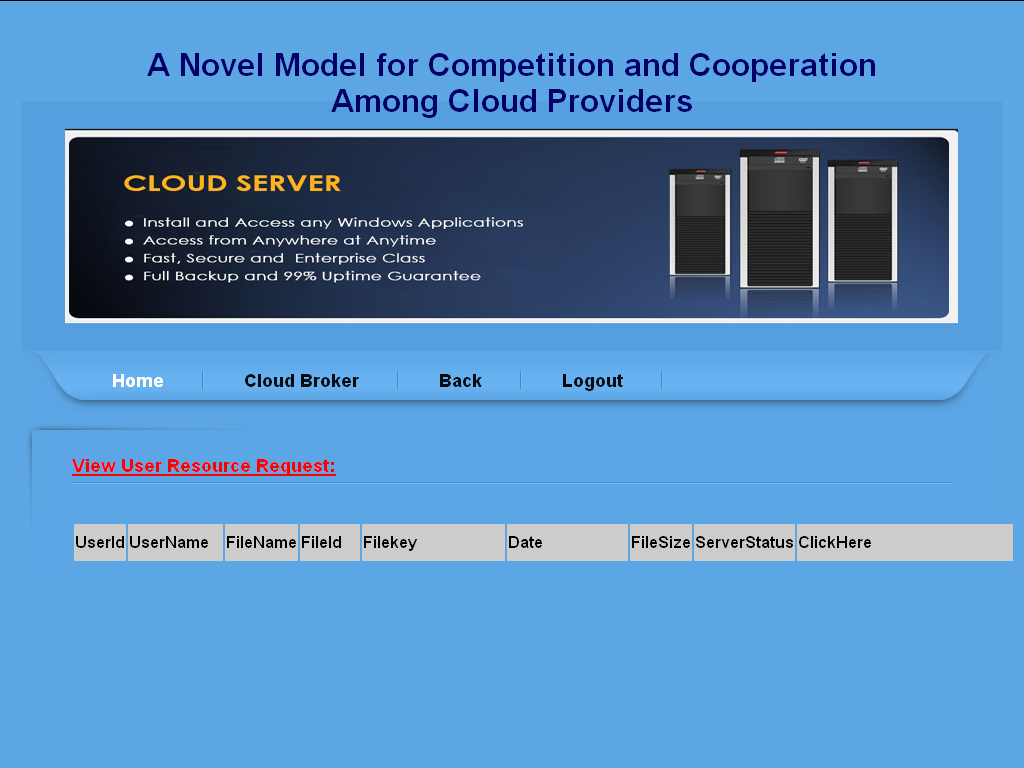 A Novel Model for Competition and Cooperation
Among Cloud Providers
CLOUD SERVER
• Install and Access any Windows Applications
• Access from Anywhere at Anytime
• Fast, Secure and Enterprise Class
• Full Backup and 99% Uptime Guarantee
Home Cloud Broker Back Logout
View User Resource Request:
UserId UserName FileName FileId Filekey Date FileSize ServerStatus ClickHere